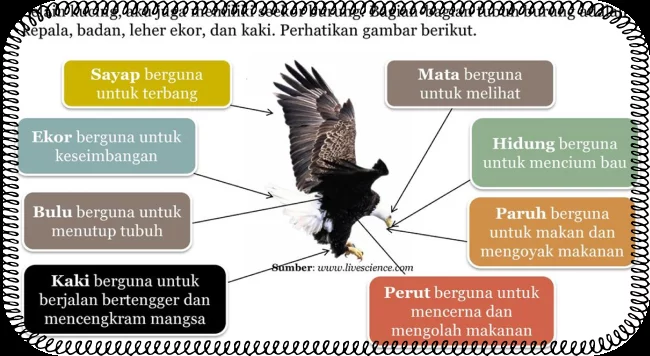 kucing, aku juga memiliki seekor burung. Bagian bagian tubuh burung
kepala, badan, leher ekor, dan kaki. Perhatikan gambar berikut.
Sayap berguna
untuk terbang
Mata berguna
untuk melihat
Ekor berguna untuk
keseimbangan
Hidung berguna
untuk mencium bau
Bulu berguna untuk
menutup tubuh
Paruh berguna
untuk makan dan
mengoyak makanan
Kaki berguna untuk
berjalan bertengger dan
mencengkram mangsa
Sumber: www.livescience.com
Perut berguna untuk
mencerna dan
mengolah makanan